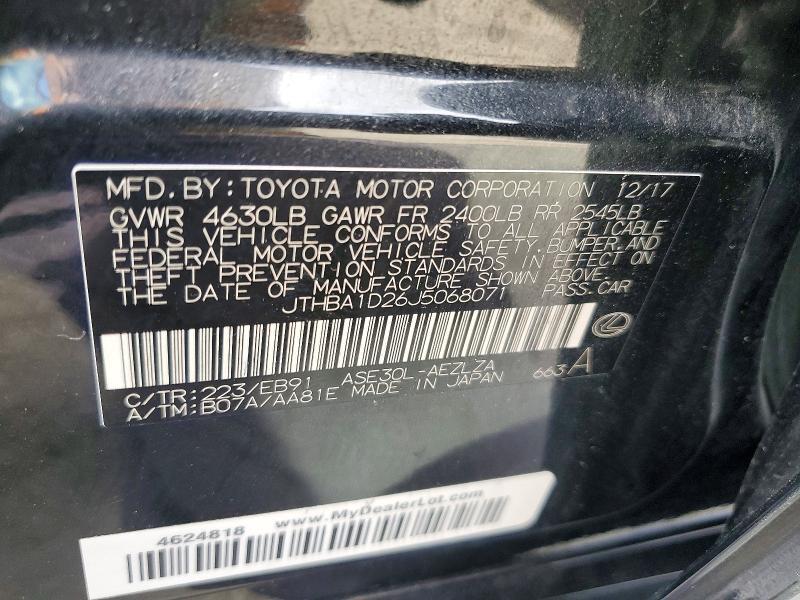 MFD. BY: TOYOTA MOTOR CORPORATION 12/17
GVWR 4630LB GAWR FR 2400LB RR 2545LB
THIS VEHICLE CONFORMS TO ALL APPLICABLE
FEDERAL MOTOR VEHICLE SAFETY, BUMPER, AND
THEFT PREVENTION STANDARDS IN EFFECT ON
THE DATE OF MANUFACTURE SHOWN ABOVE.
JTHBA1D26J5068071 PASS. CAR
C/TR: 223/EB91 ASE30L-AEZLZA
A/TM: B07A/AA81E MADE IN JAPAN 663A
4624818 www.MyDealerLot.com